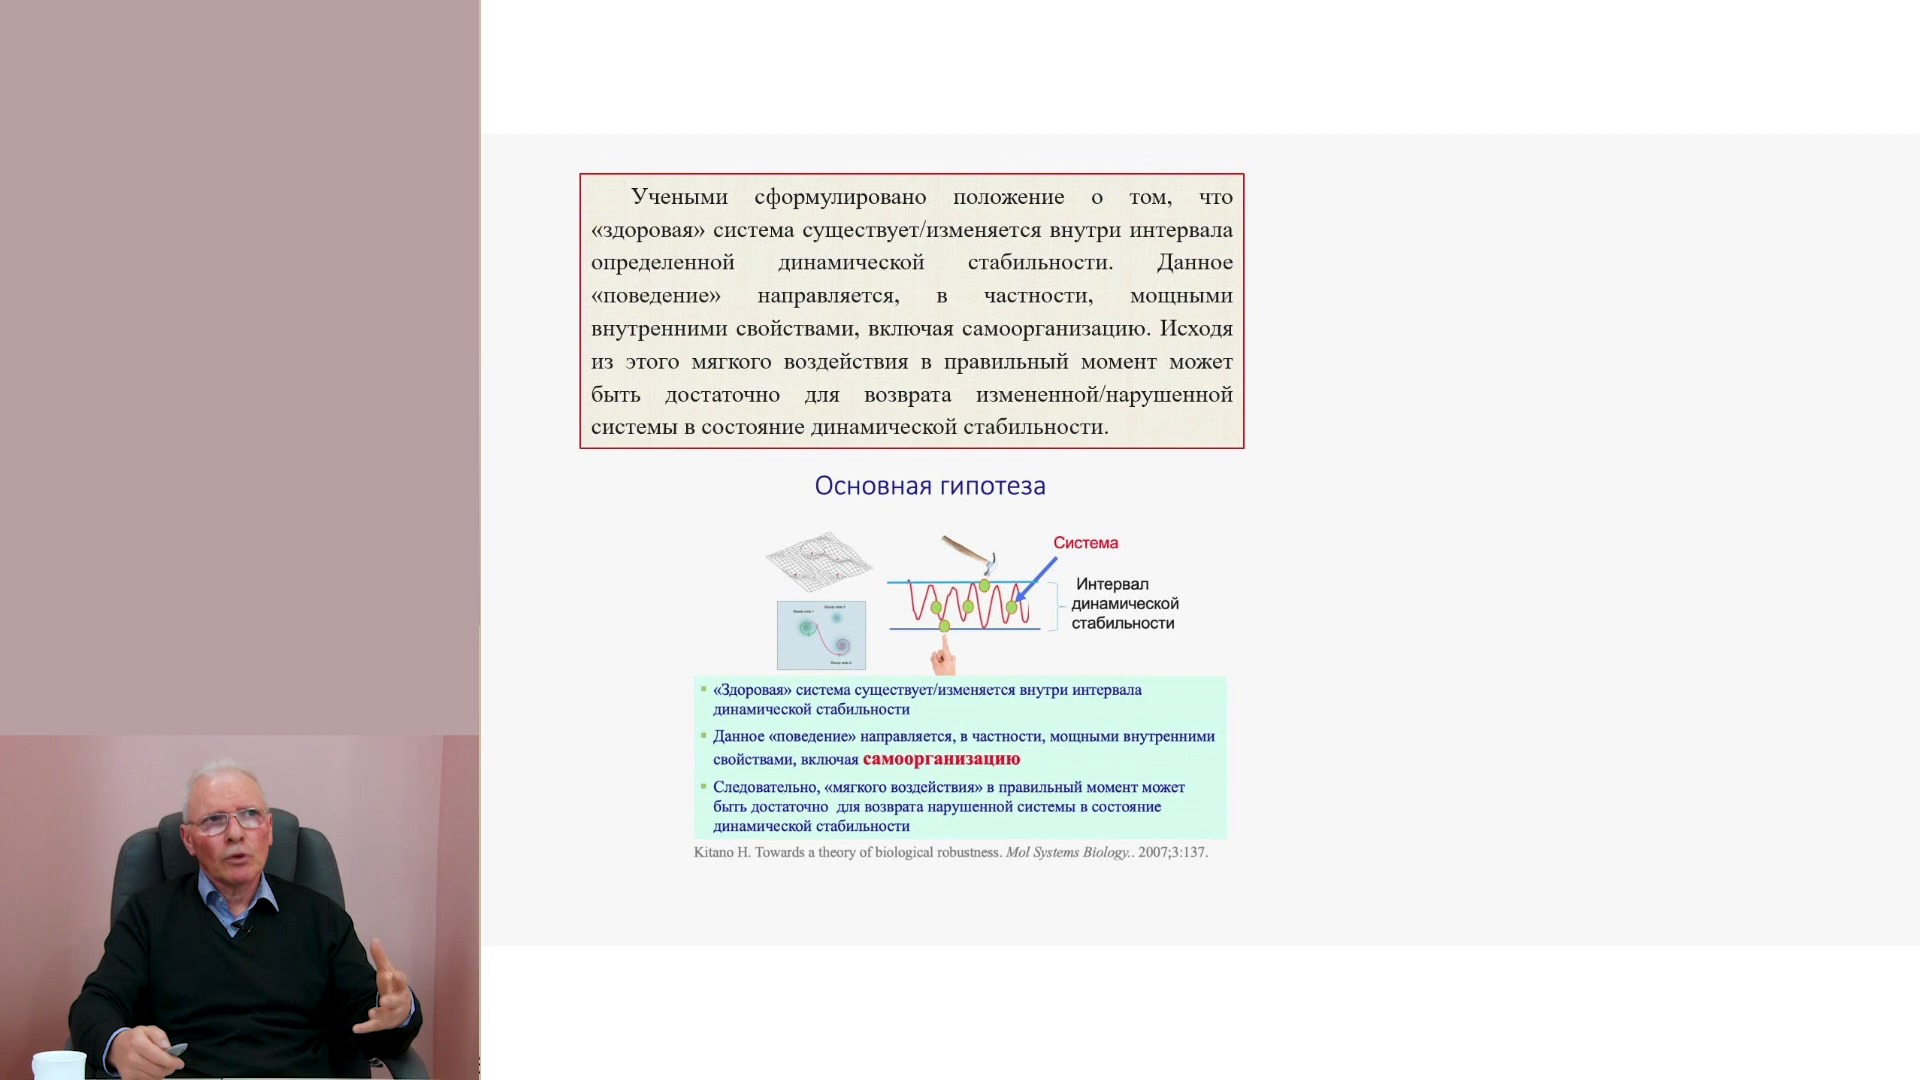 Учеными сформулировано положение о том, что
«здоровая» система существует/изменяется внутри интервала
определенной динамической стабильности. Данное
«поведение» направляется, в частности, мощными
внутренними свойствами, включая самоорганизацию. Исходя
из этого мягкого воздействия в правильный момент может
быть достаточно для возврата измененной/нарушенной
системы в состояние динамической стабильности.
Основная гипотеза
Система
Интервал
динамической
стабильности
«Здоровая» система существует/изменяется внутри интервала
динамической стабильности
Данное «поведение» направляется, в частности, мощными внутренними
свойствами, включая самоорганизацию
Следовательно, «мягкого воздействия» в правильный момент может
быть достаточно для возврата нарушенной системы в состояние
динамической стабильности
Kitano H. Towards a theory of biological robustness. Mol Systems Biology.. 2007;3:137.